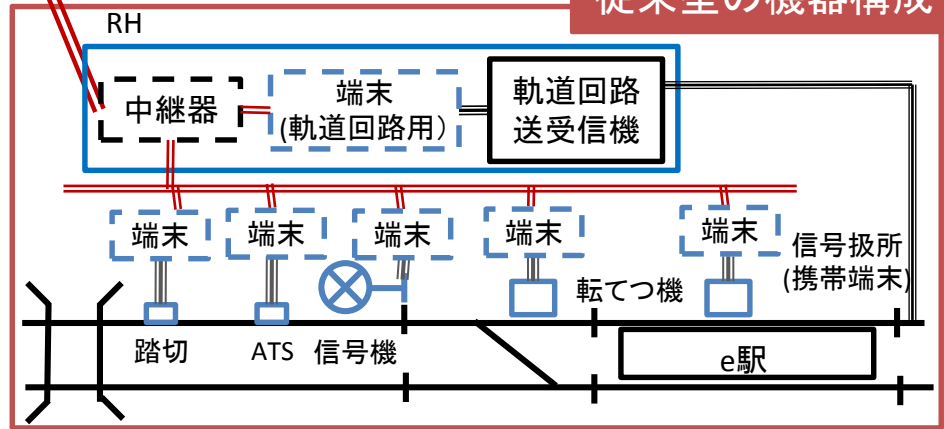 従来型の機器構成
RH
中継器
端末
(軌道回路用)
軌道回路
送受信機
端末
端末
端末
端末
端末
信号扱所
(携帯端末)
転てつ機
踏切
ATS
信号機
e駅